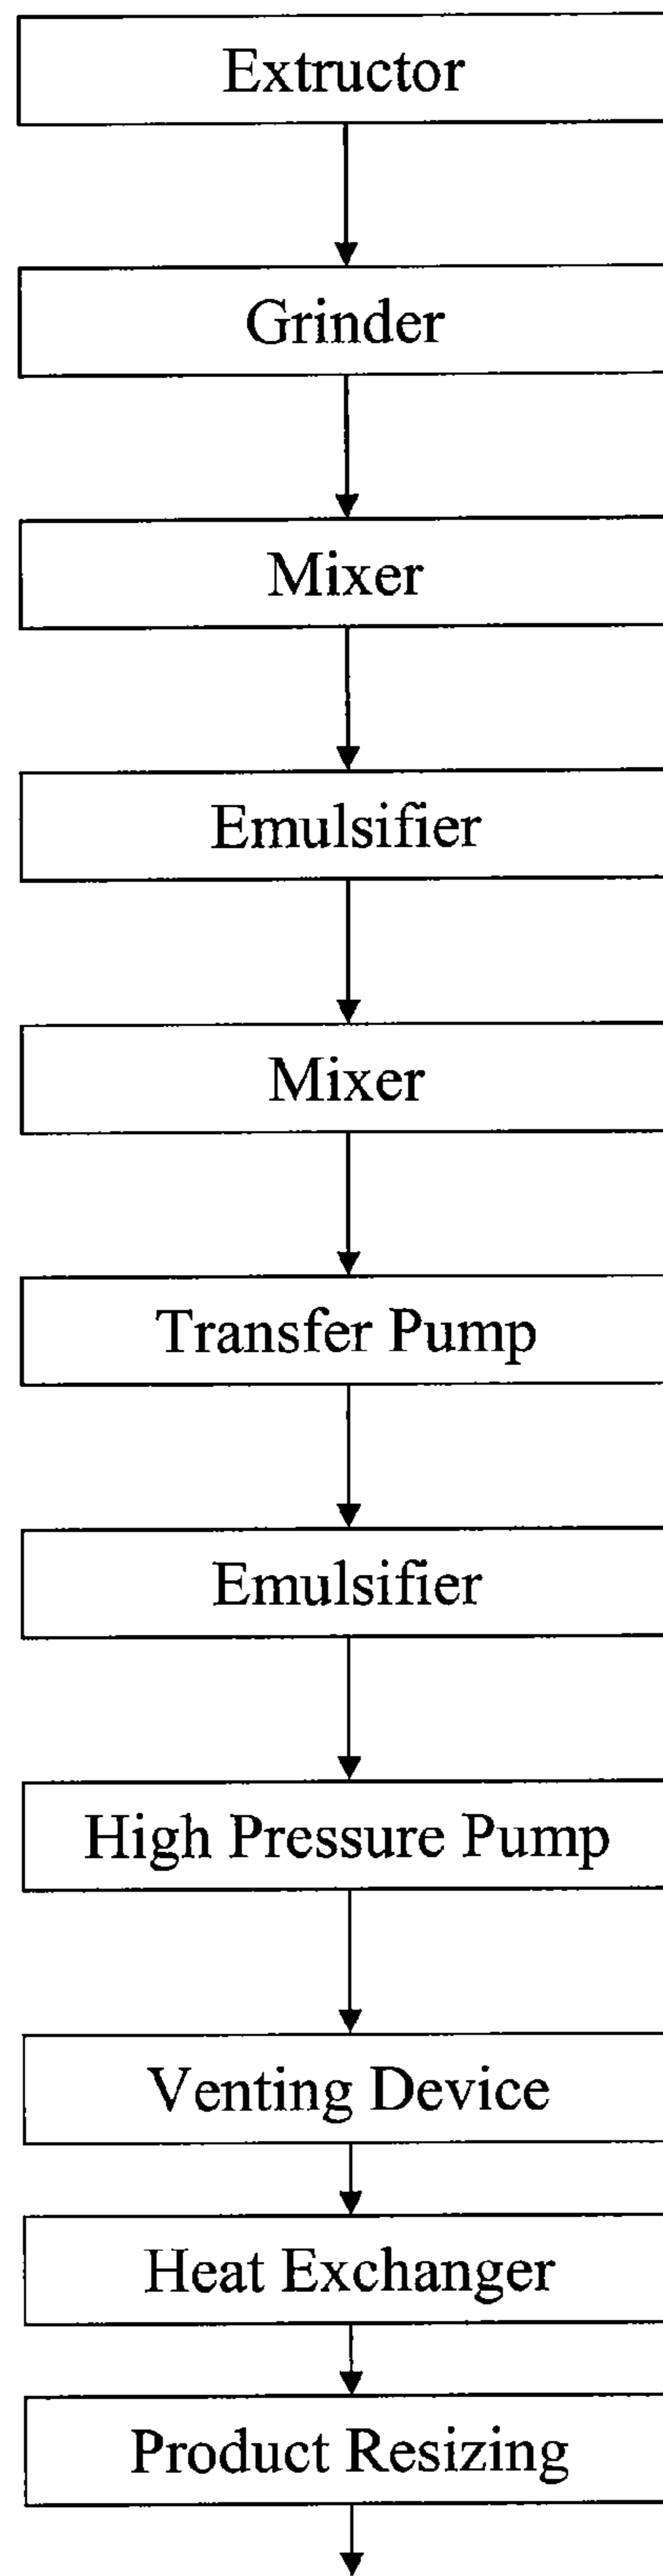 Extructor
Grinder
Mixer
Emulsifier
Mixer
Transfer Pump
Emulsifier
High Pressure Pump
Venting Device
Heat Exchanger
Product Resizing